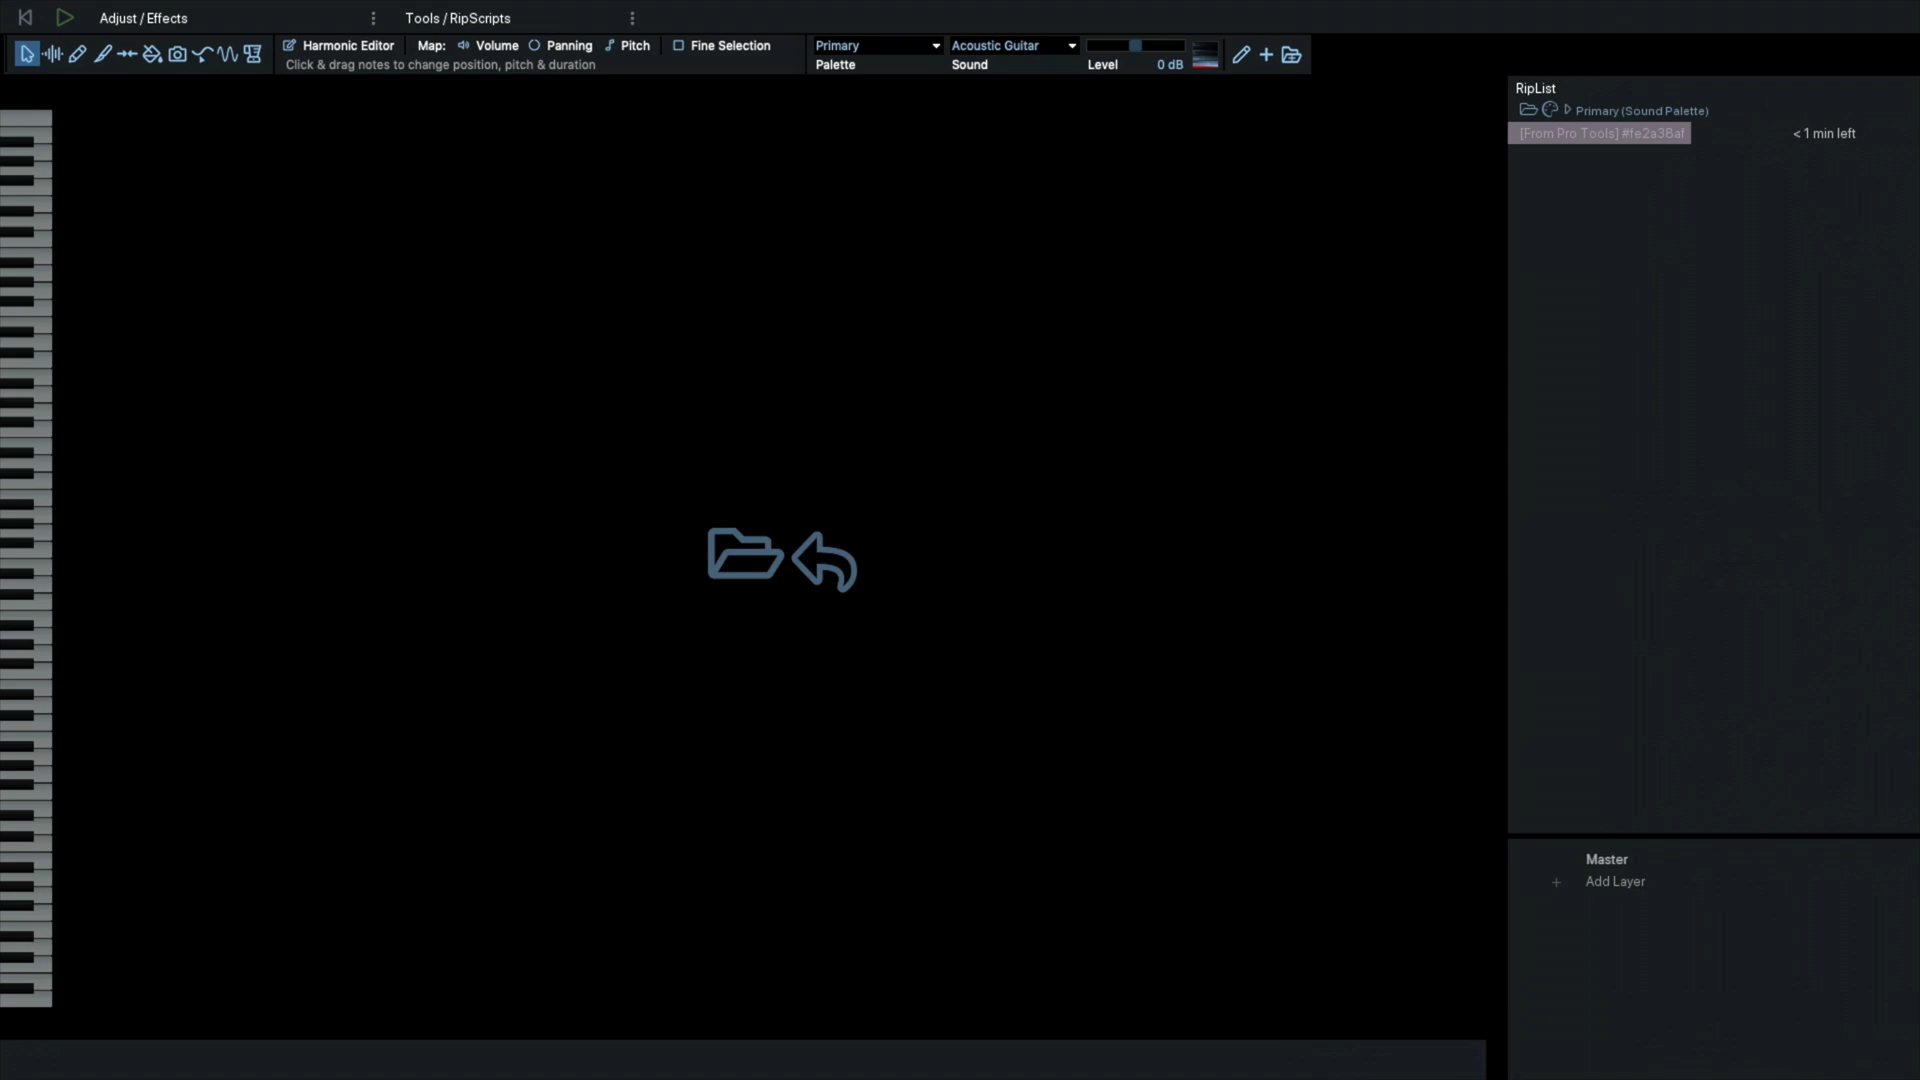 Adjust / Effects
Tools / RipScripts
Harmonic Editor
Map:
Volume
Panning
Pitch
Fine Selection
Click & drag notes to change position, pitch & duration
Primary
Palette
Acoustic Guitar
Sound
Level
0 dB
RipList
Primary (Sound Palette)
[From Pro Tools] #fe2a38af
< 1 min left
Master
+ Add Layer